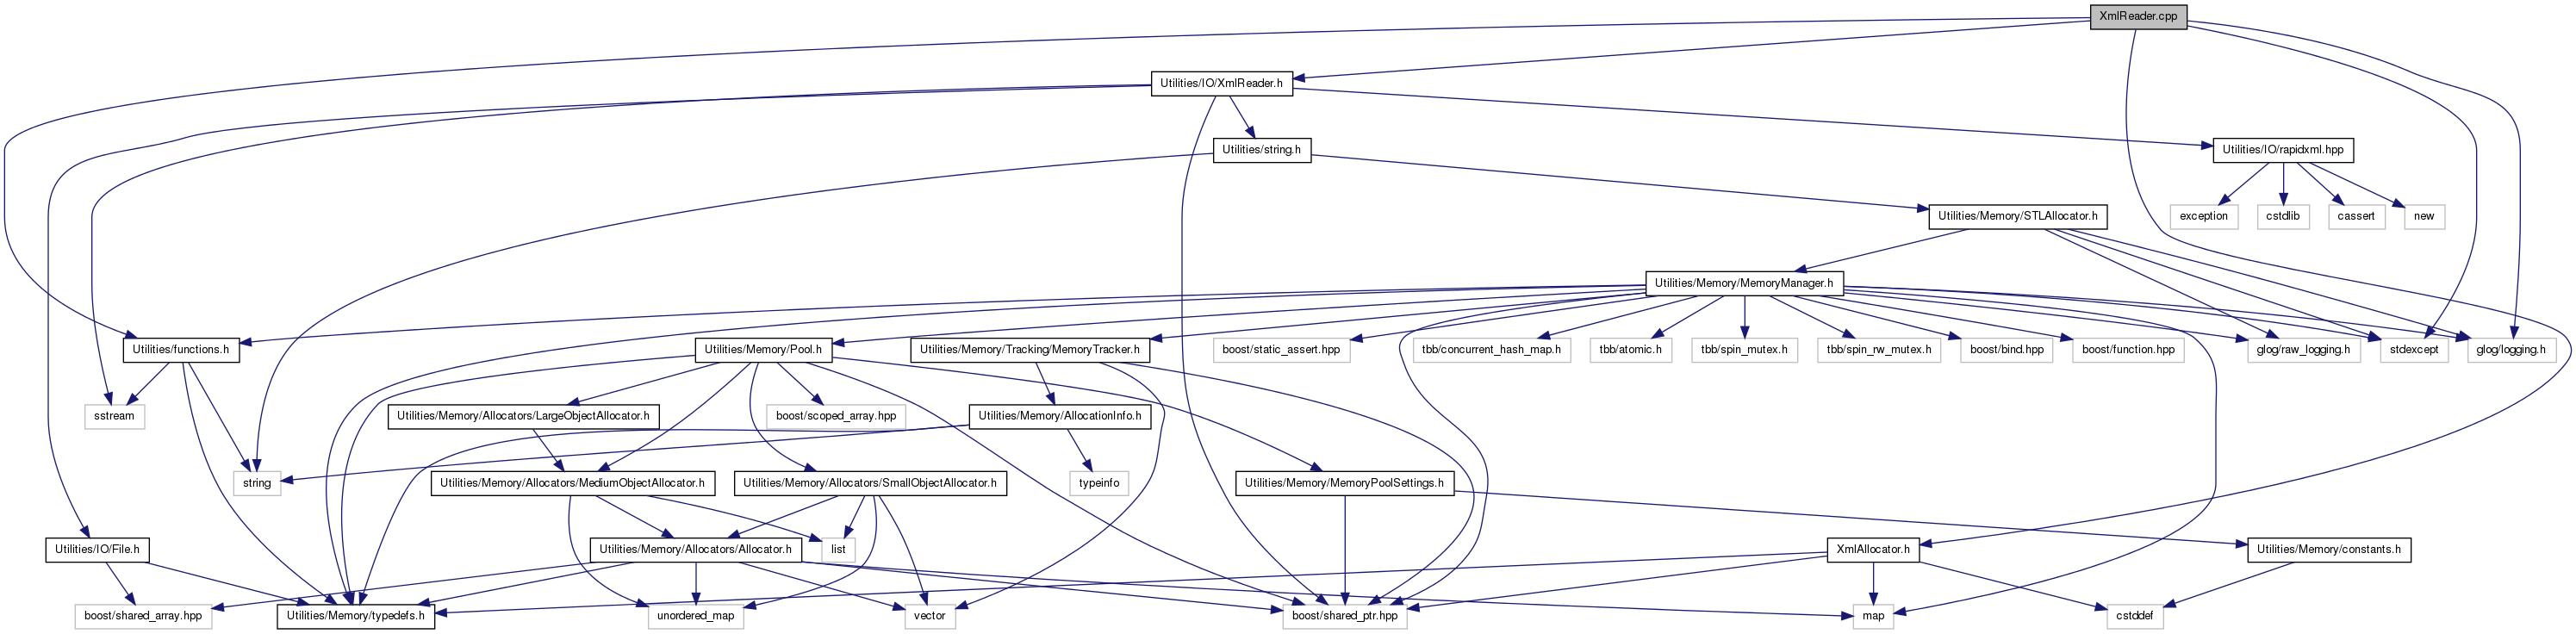 XmlReader.cpp
Utilities/IO/XmlReader.h
Utilities/string.h
Utilities/IO/rapidxml.hpp
Utilities/Memory/STLAllocator.h
exception
cstdlib
cassert
new
Utilities/Memory/MemoryManager.h
Utilities/functions.h
Utilities/Memory/Pool.h
Utilities/Memory/Tracking/MemoryTracker.h
boost/static_assert.hpp
tbb/concurrent_hash_map.h
tbb/atomic.h
tbb/spin_mutex.h
tbb/spin_rw_mutex.h
boost/bind.hpp
boost/function.hpp
glog/raw_logging.h
stdexcept
glog/logging.h
sstream
Utilities/Memory/Allocators/LargeObjectAllocator.h
boost/scoped_array.hpp
Utilities/Memory/AllocationInfo.h
string
Utilities/Memory/Allocators/MediumObjectAllocator.h
Utilities/Memory/Allocators/SmallObjectAllocator.h
typeinfo
Utilities/Memory/MemoryPoolSettings.h
Utilities/IO/File.h
Utilities/Memory/Allocators/Allocator.h
list
XmlAllocator.h
Utilities/Memory/constants.h
boost/shared_array.hpp
Utilities/Memory/typedefs.h
unordered_map
vector
boost/shared_ptr.hpp
map
cstddef